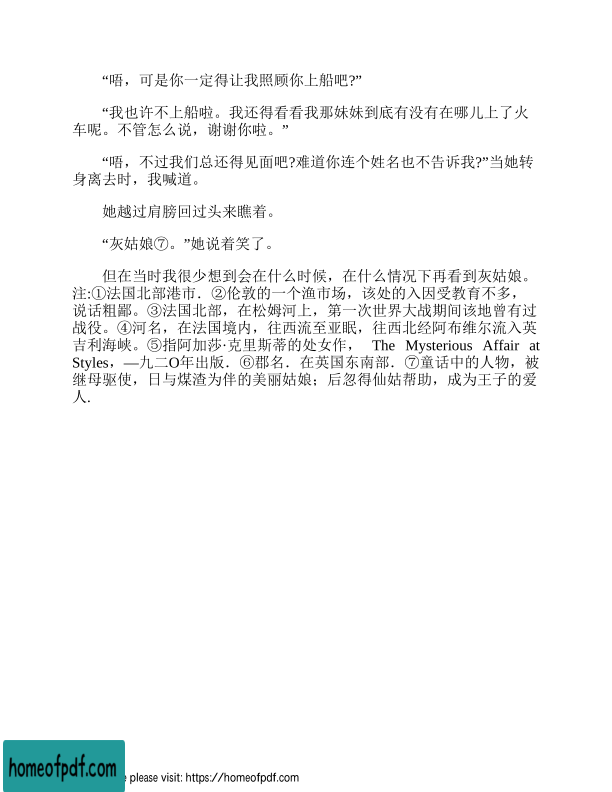 “唔，可是你一定得让我照顾你上船吧?”
“我也许不上船啦。我还得看看我那妹妹到底有没有在哪儿上了火
车呢。不管怎么说，谢谢你啦。”
“唔，不过我们总还得见面吧?难道你连个姓名也不告诉我?”当她转
身离去时，我喊道。
她越过肩膀回过头来瞧着。
“灰姑娘⑦。”她说着笑了。
但在当时我很少想到会在什么时候，在什么情况下再看到灰姑娘。
注:①法国北部港市．②伦敦的一个渔市场，该处的入因受教育不多，
说话粗鄙。③法国北部，在松姆河上，第一次世界大战期间该地曾有过
战役。④河名，在法国境内，往西流至亚眠，往西北经阿布维尔流入英
吉利海峡。⑤指阿加莎·克里斯蒂的处女作， The Mysterious Affair at
Styles，—九二O年出版．⑥郡名．在英国东南部．⑦童话中的人物，被
继母驱使，日与煤渣为伴的美丽姑娘；后忽得仙姑帮助，成为王子的爱
人.
homeofpdf.com
e please visit: https://homeofpdf.com